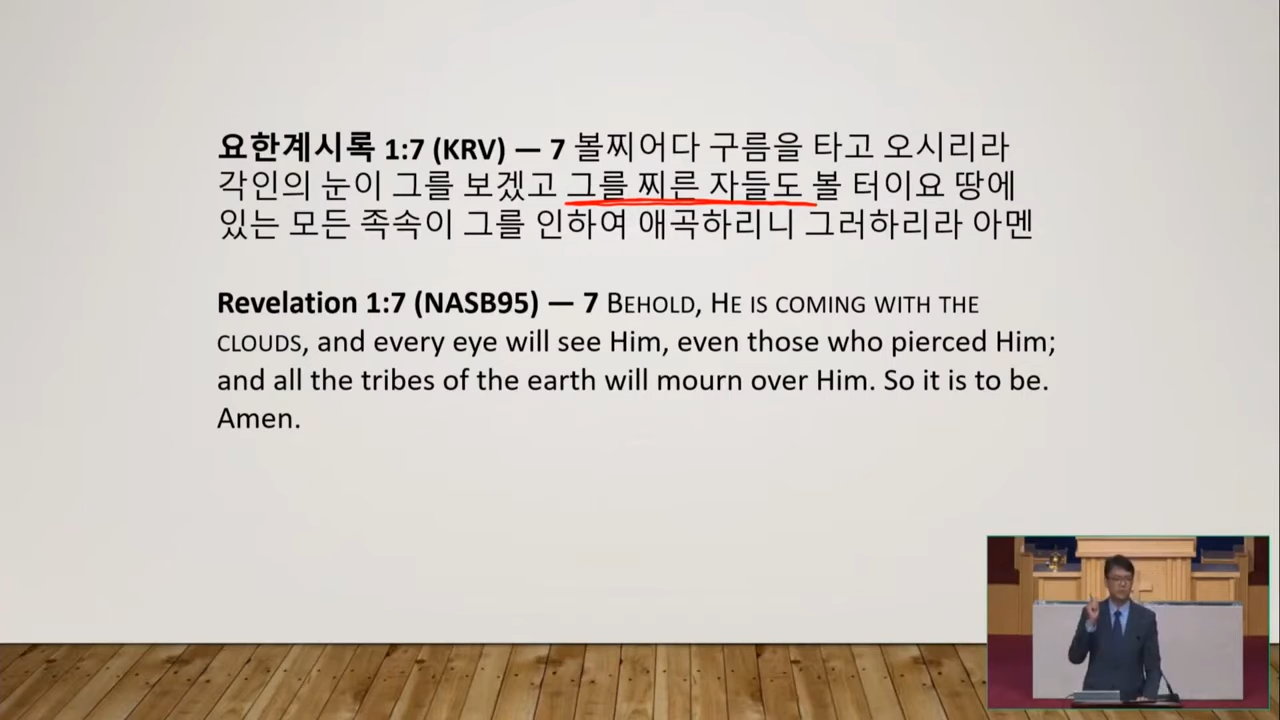 요한계시록 1:7 (KRV) — 7 볼찌어다 구름을 타고 오시리라
각인의 눈이 그를 보겠고 그를 찌른 자들도 볼 터이요 땅에
있는 모든 족속이 그를 인하여 애곡하리니 그러하리라 아멘
Revelation 1:7 (NASB95) — 7 BEHOLD, HE IS COMING WITH THE
CLOUDS, and every eye will see Him, even those who pierced Him;
and all the tribes of the earth will mourn over Him. So it is to be.
Amen.